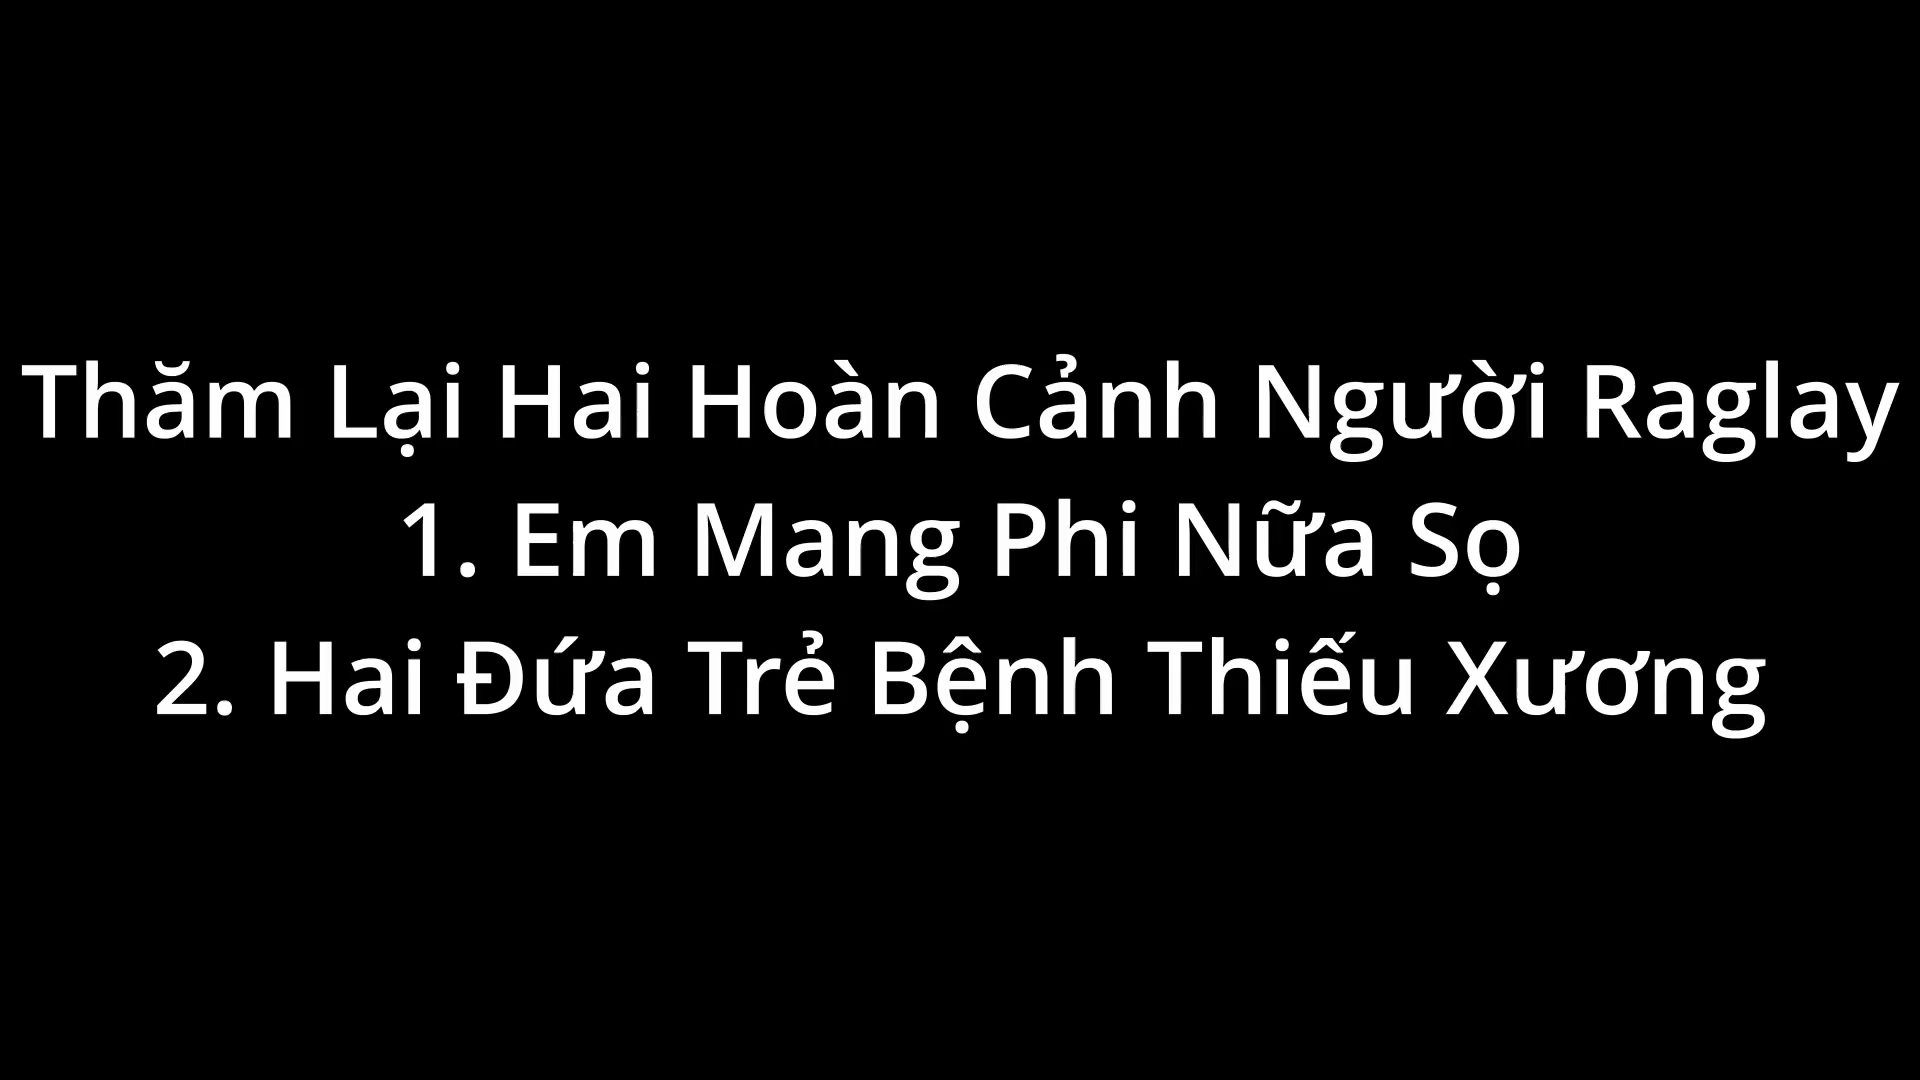 Thăm Lại Hai Hoàn Cảnh Người Raglay
1. Em Mang Phi Nữa Sọ
2. Hai Đứa Trẻ Bệnh Thiếu Xương